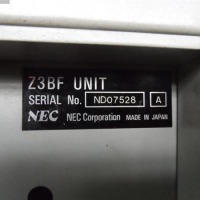 Z3BF UNIT
SERIAL No. ND07528 A
NEC NEC Corporation MADE IN JAPAN